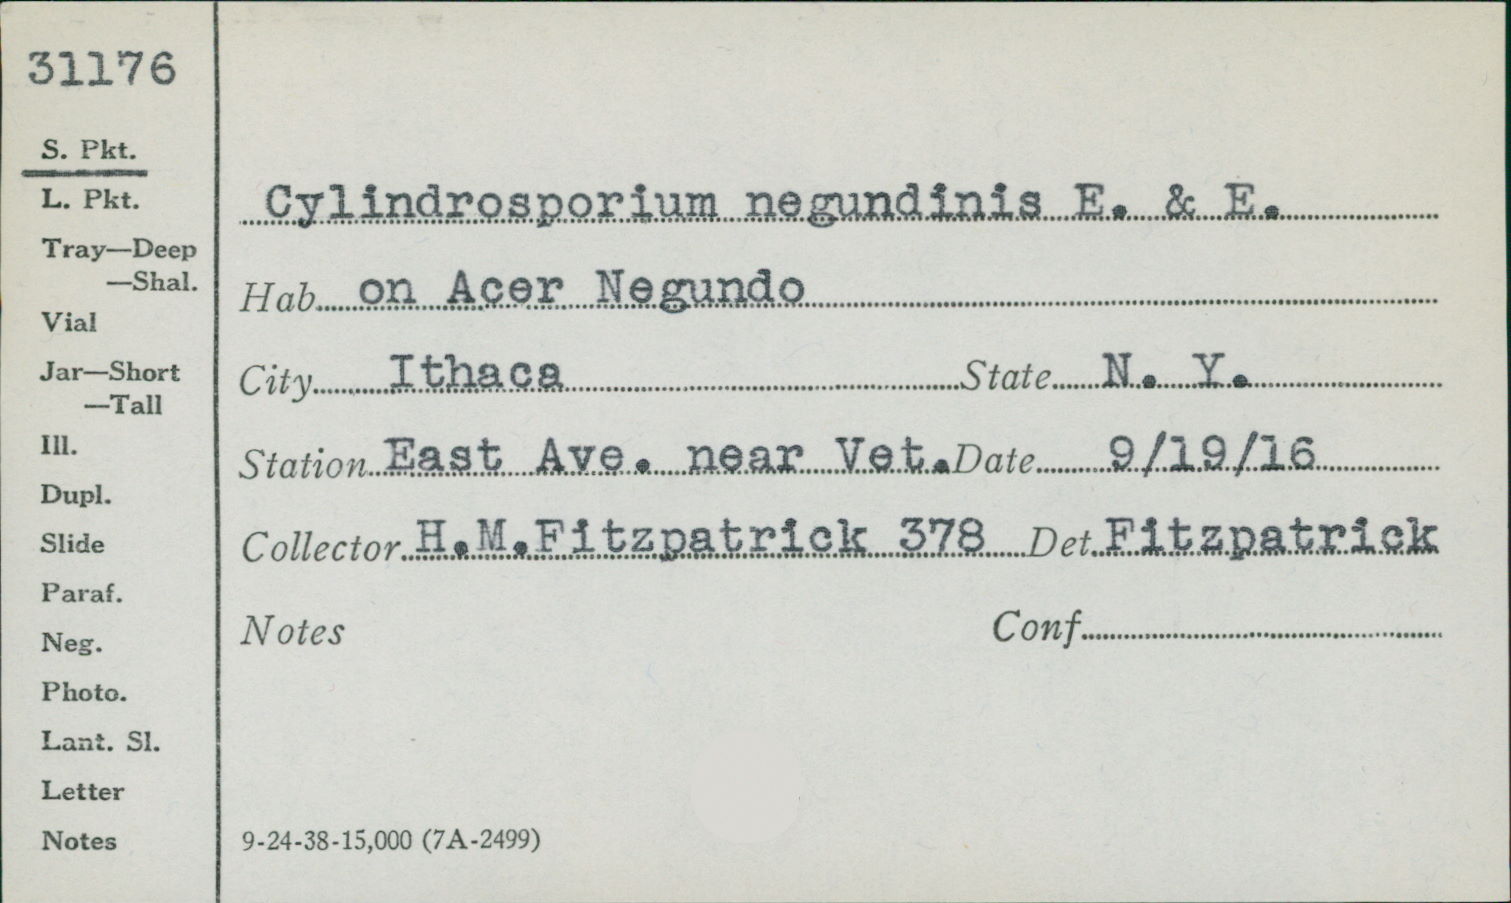 31176
S. Pkt.
L. Pkt.
Tray—Deep
—Shal.
Vial
Jar—Short
—Tall
Ill.
Dupl.
Slide
Paraf.
Neg.
Photo.
Lant. Sl.
Letter
Notes
Cylindrosporium negundinis E. & E.
Hab. on Acer Negundo
City Ithaca State N. Y.
Station East Ave. near Vet. Date 9/19/16
Collector H.M.Fitzpatrick 378 Det. Fitzpatrick
Notes Conf.
9-24-38-15,000 (7A-2499)